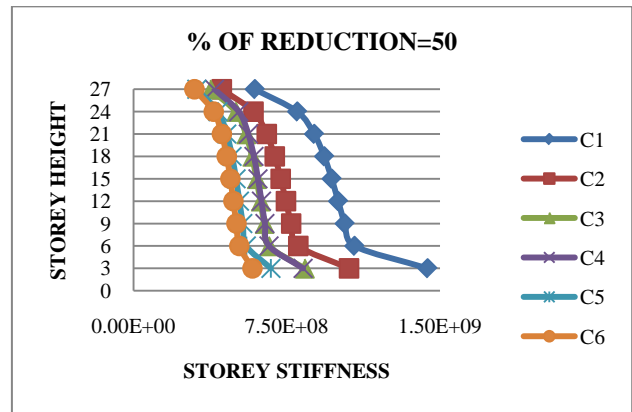 % OF REDUCTION=50
STOREY HEIGHT
27
24
21
18
15
12
9
6
3
0
0.00E+00 7.50E+08 1.50E+09
STOREY STIFFNESS
C1
C2
C3
C4
C5
C6